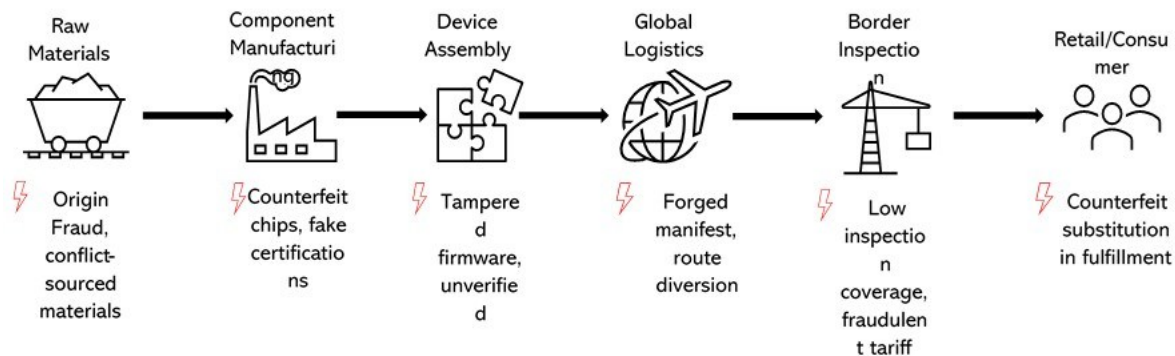 Raw
Materials
Component
Manufacturi
ng
Device
Assembly
Global
Logistics
Border
Inspectio
n
Retail/Consu
mer
Origin
Fraud,
conflict-
sourced
materials
Counterfeit
chips, fake
certificatio
ns
Tampere
d
firmware,
unverifie
d
Forged
manifest,
route
diversion
Low
inspectio
n
coverage,
fraudulen
t tariff
Counterfeit
substitution
in fulfillment